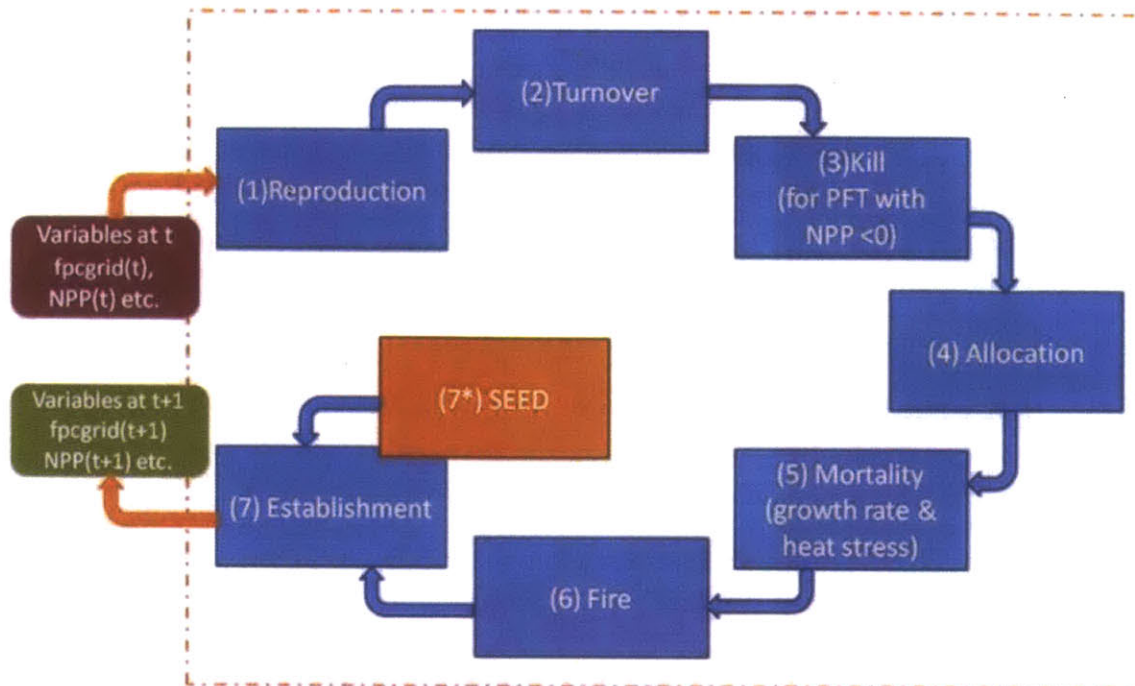 (2)Turnover
(1)Reproduction
(3)Kill
(for PFT with
NPP <0)
Variables at t
fpcgrid(t),
NPP(t) etc.
(4) Allocation
(7*) SEED
Variables at t+1
fpcgrid(t+1)
NPP(t+1) etc.
(7) Establishment
(5) Mortality
(growth rate &
heat stress)
(6) Fire